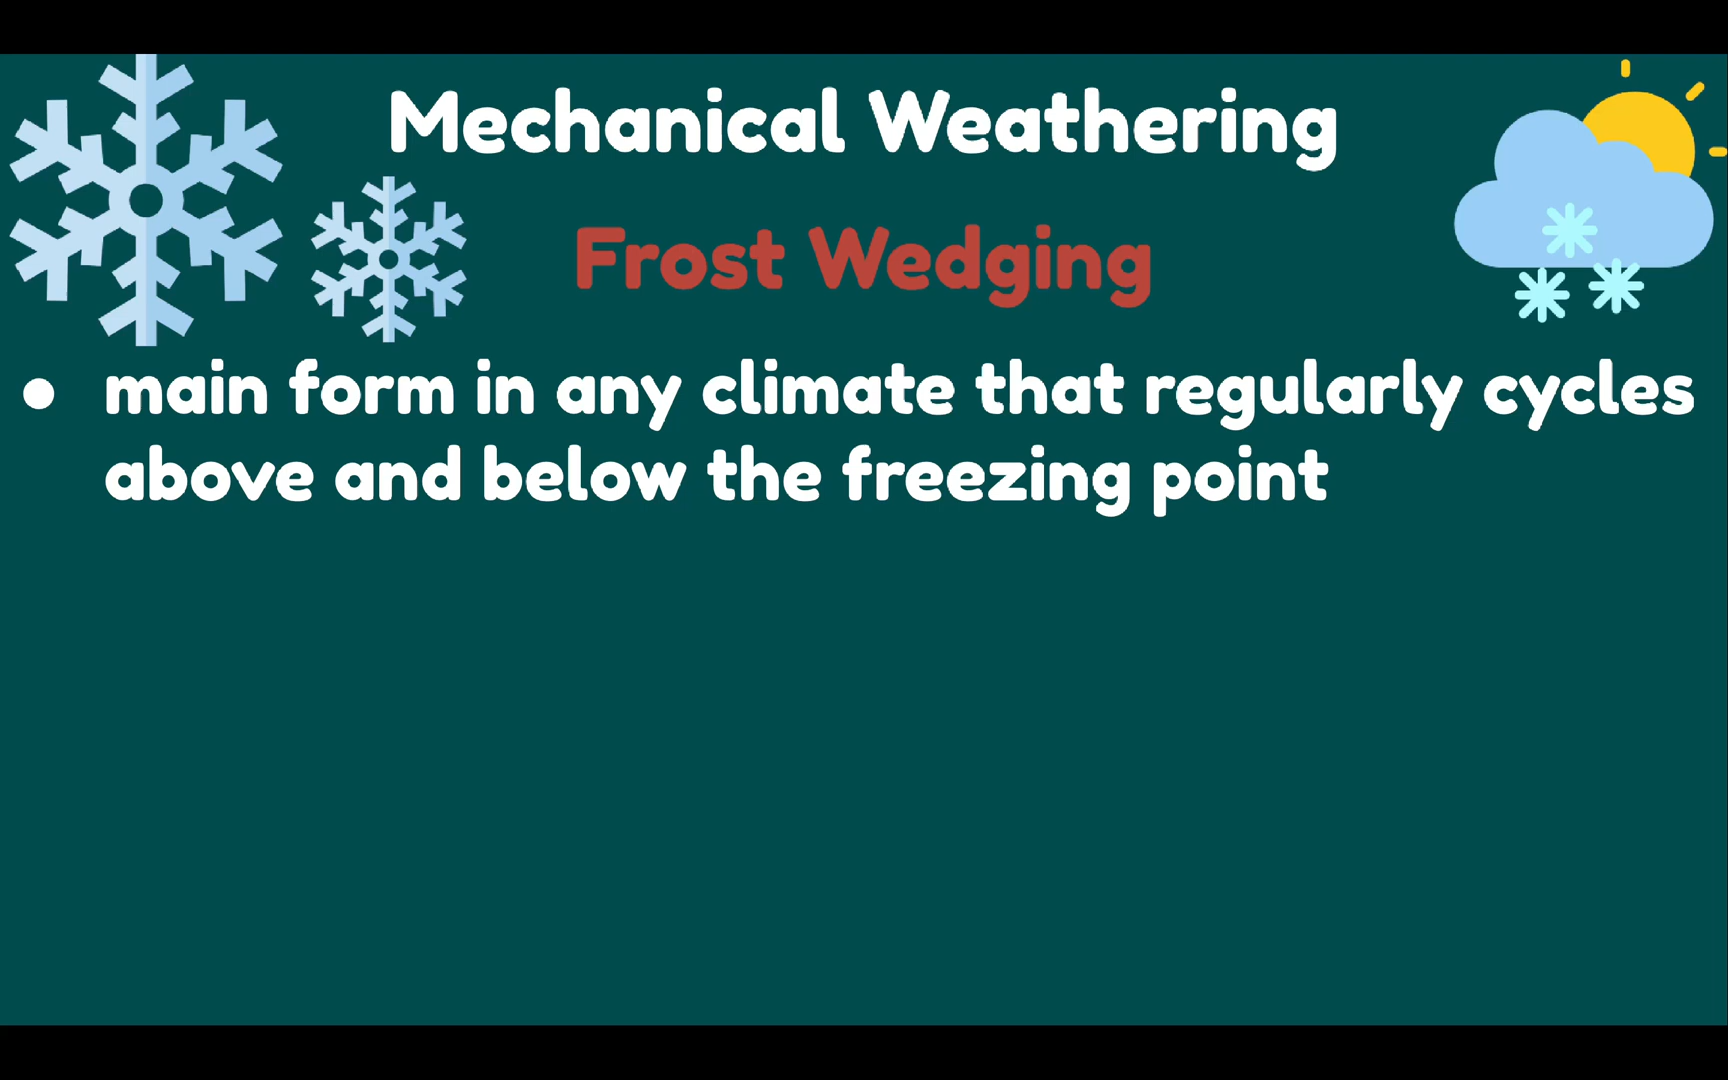 Mechanical Weathering
Frost Wedging
● main form in any climate that regularly cycles
above and below the freezing point